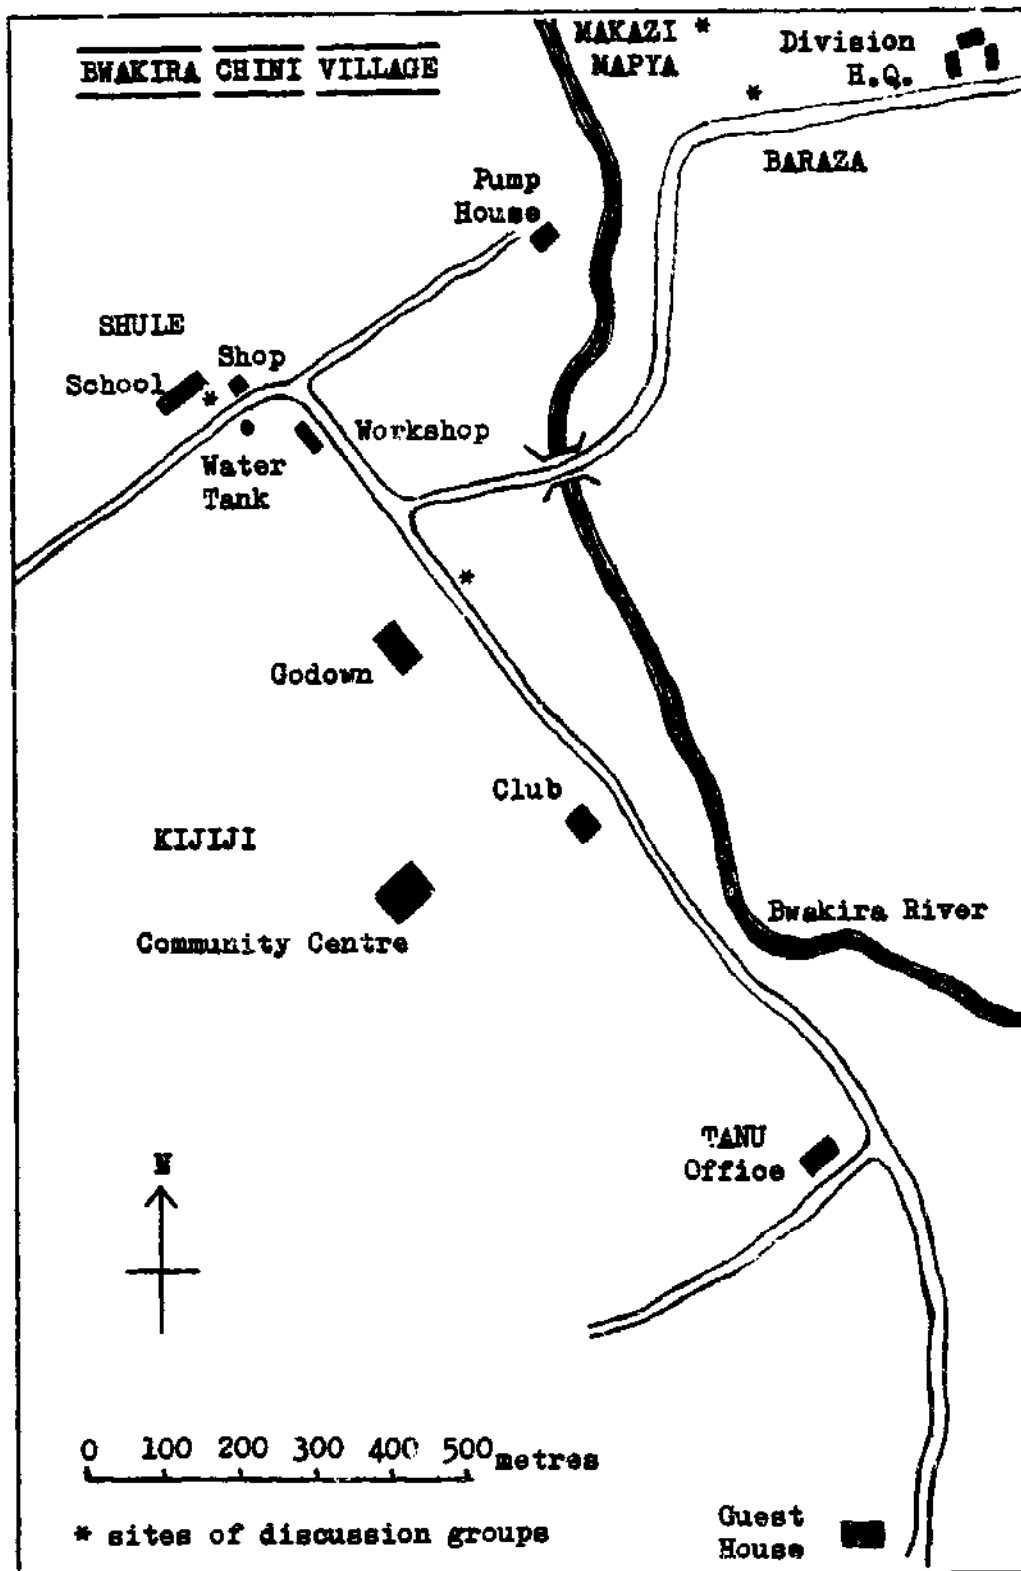 BWAKIRA CHINI VILLAGE
MAKAZI *
MAPYA
Division
H.Q.
*
BARAZA
Pump
House
SHULE
Shop
School
*
Workshop
Water
Tank
*
Godown
Club
KIJIJI
Community Centre
Bwakira River
TANU
Office
N
0 100 200 300 400 500 metres
* sites of discussion groups
Guest
House